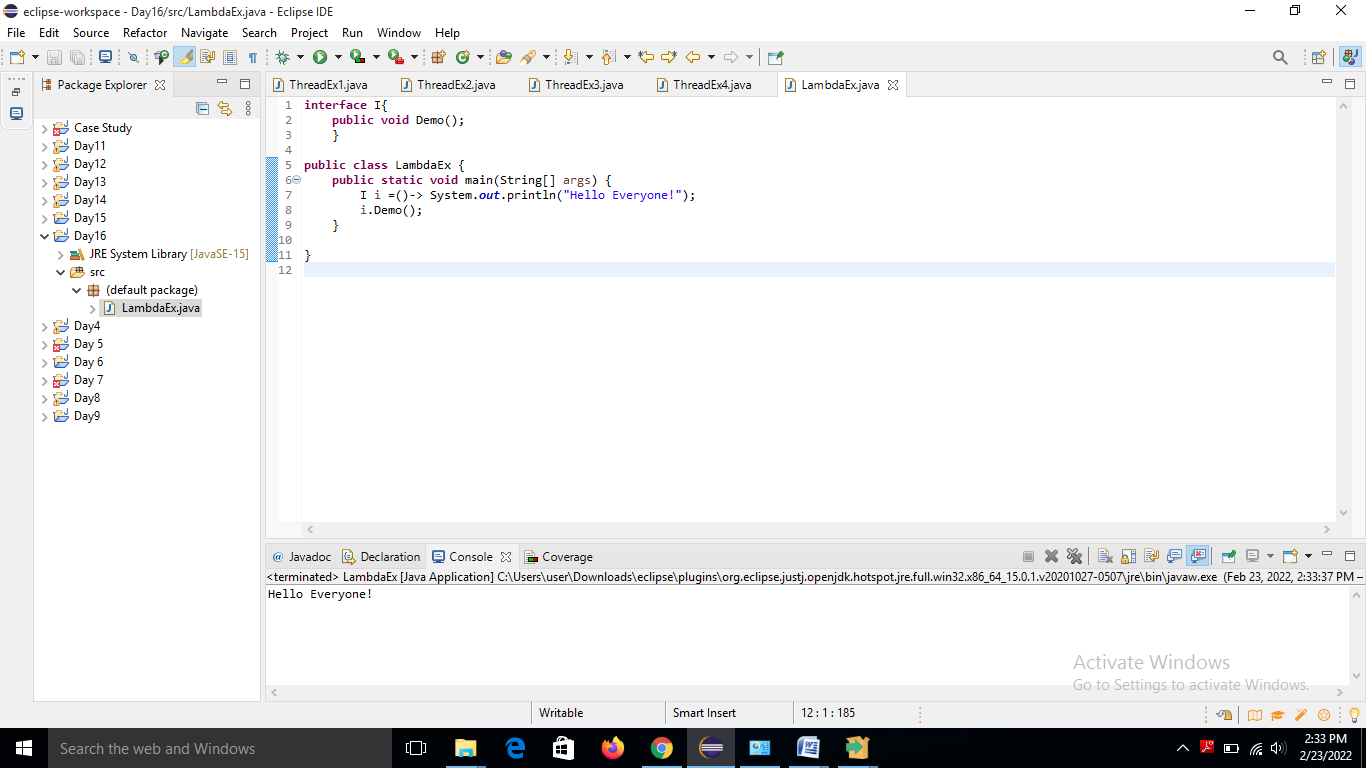 eclipse-workspace - Day16/src/LambdaEx.java - Eclipse IDE
File Edit Source Refactor Navigate Search Project Run Window Help
Package Explorer
ThreadEx1.java ThreadEx2.java ThreadEx3.java ThreadEx4.java LambdaEx.java
Case Study
Day11
Day12
Day13
Day14
Day15
Day16
JRE System Library [JavaSE-15]
src
(default package)
LambdaEx.java
Day4
Day 5
Day 6
Day 7
Day8
Day9
1 interface I{
2 public void Demo();
3 }
4
5 public class LambdaEx {
6 public static void main(String[] args) {
7 I i =()-> System.out.println("Hello Everyone!");
8 i.Demo();
9 }
10
11 }
12
Javadoc Declaration Console Coverage
<terminated> LambdaEx [Java Application] C:\Users\user\Downloads\eclipse\plugins\org.eclipse.justj.openjdk.hotspot.jre.full.win32.x86_64_15.0.1.v20201027-0507\jre\bin\javaw.exe (Feb 23, 2022, 2:33:37 PM –
Hello Everyone!
Activate Windows
Go to Settings to activate Windows.
Writable Smart Insert 12 : 1 : 185
Search the web and Windows
2:33 PM
2/23/2022